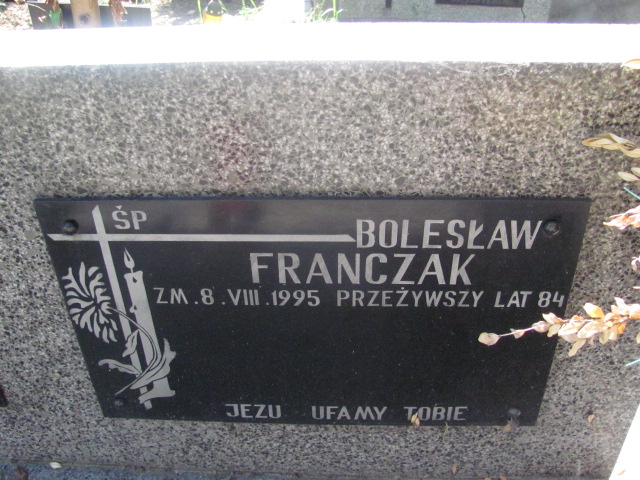 ŚP
BOLESŁAW
FRANCZAK
ZM. 8. VIII. 1995 PRZEŻYWSZY LAT 84
JEZU UFAMY TOBIE